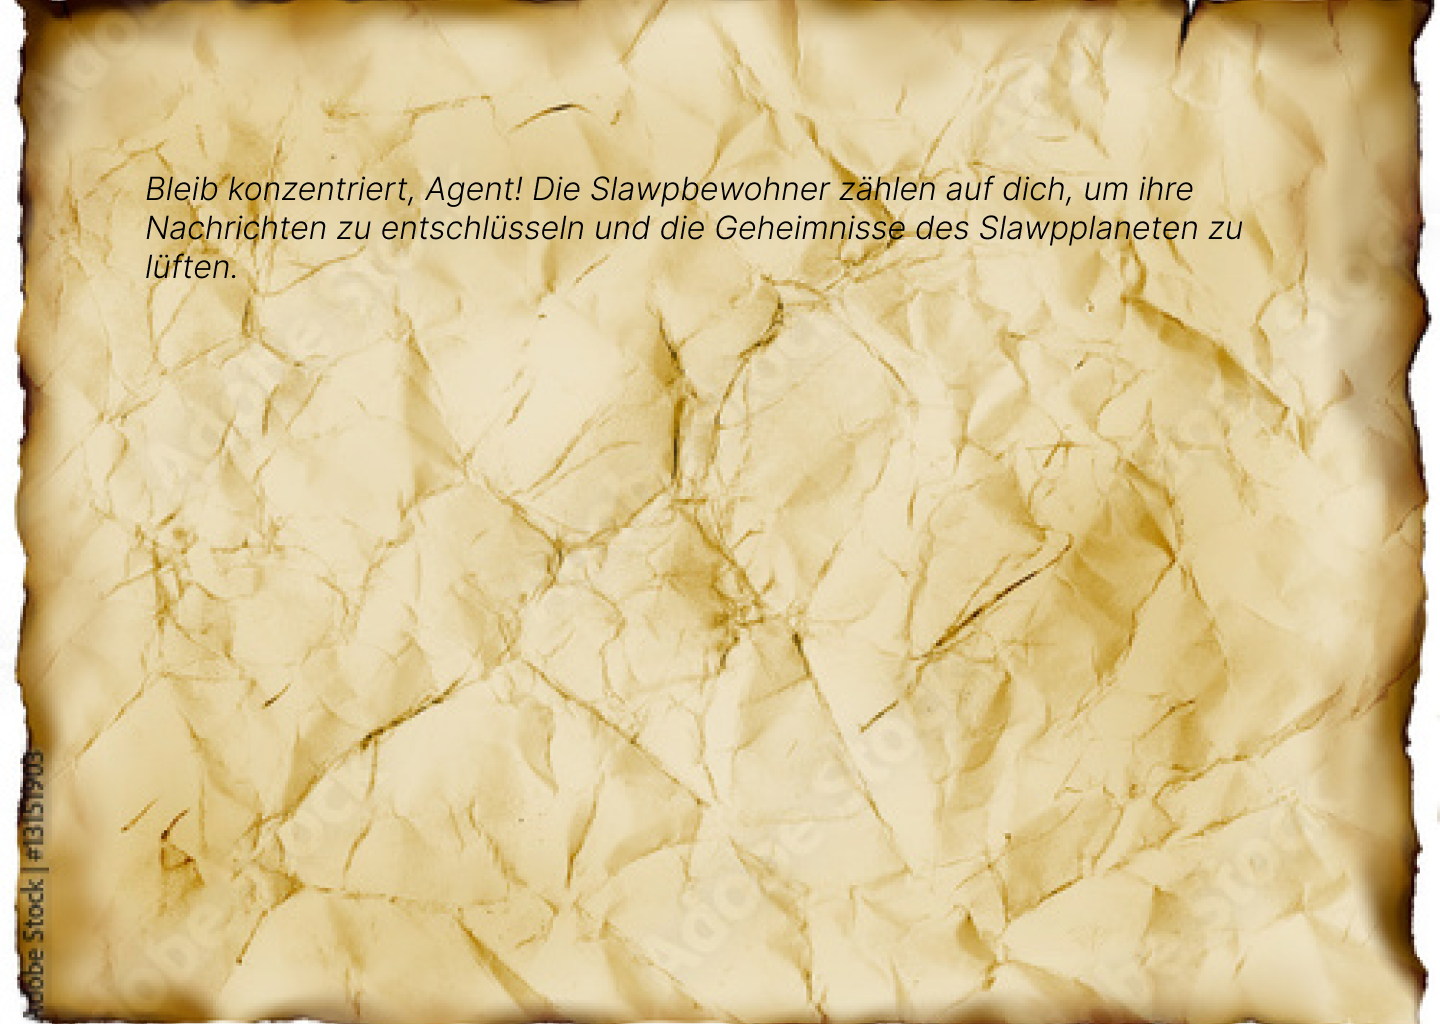 Bleib konzentriert, Agent! Die Slawpbewohner zählen auf dich, um ihre
Nachrichten zu entschlüsseln und die Geheimnisse des Slawpplaneten zu
lüften.
Adobe Stock | #13151903